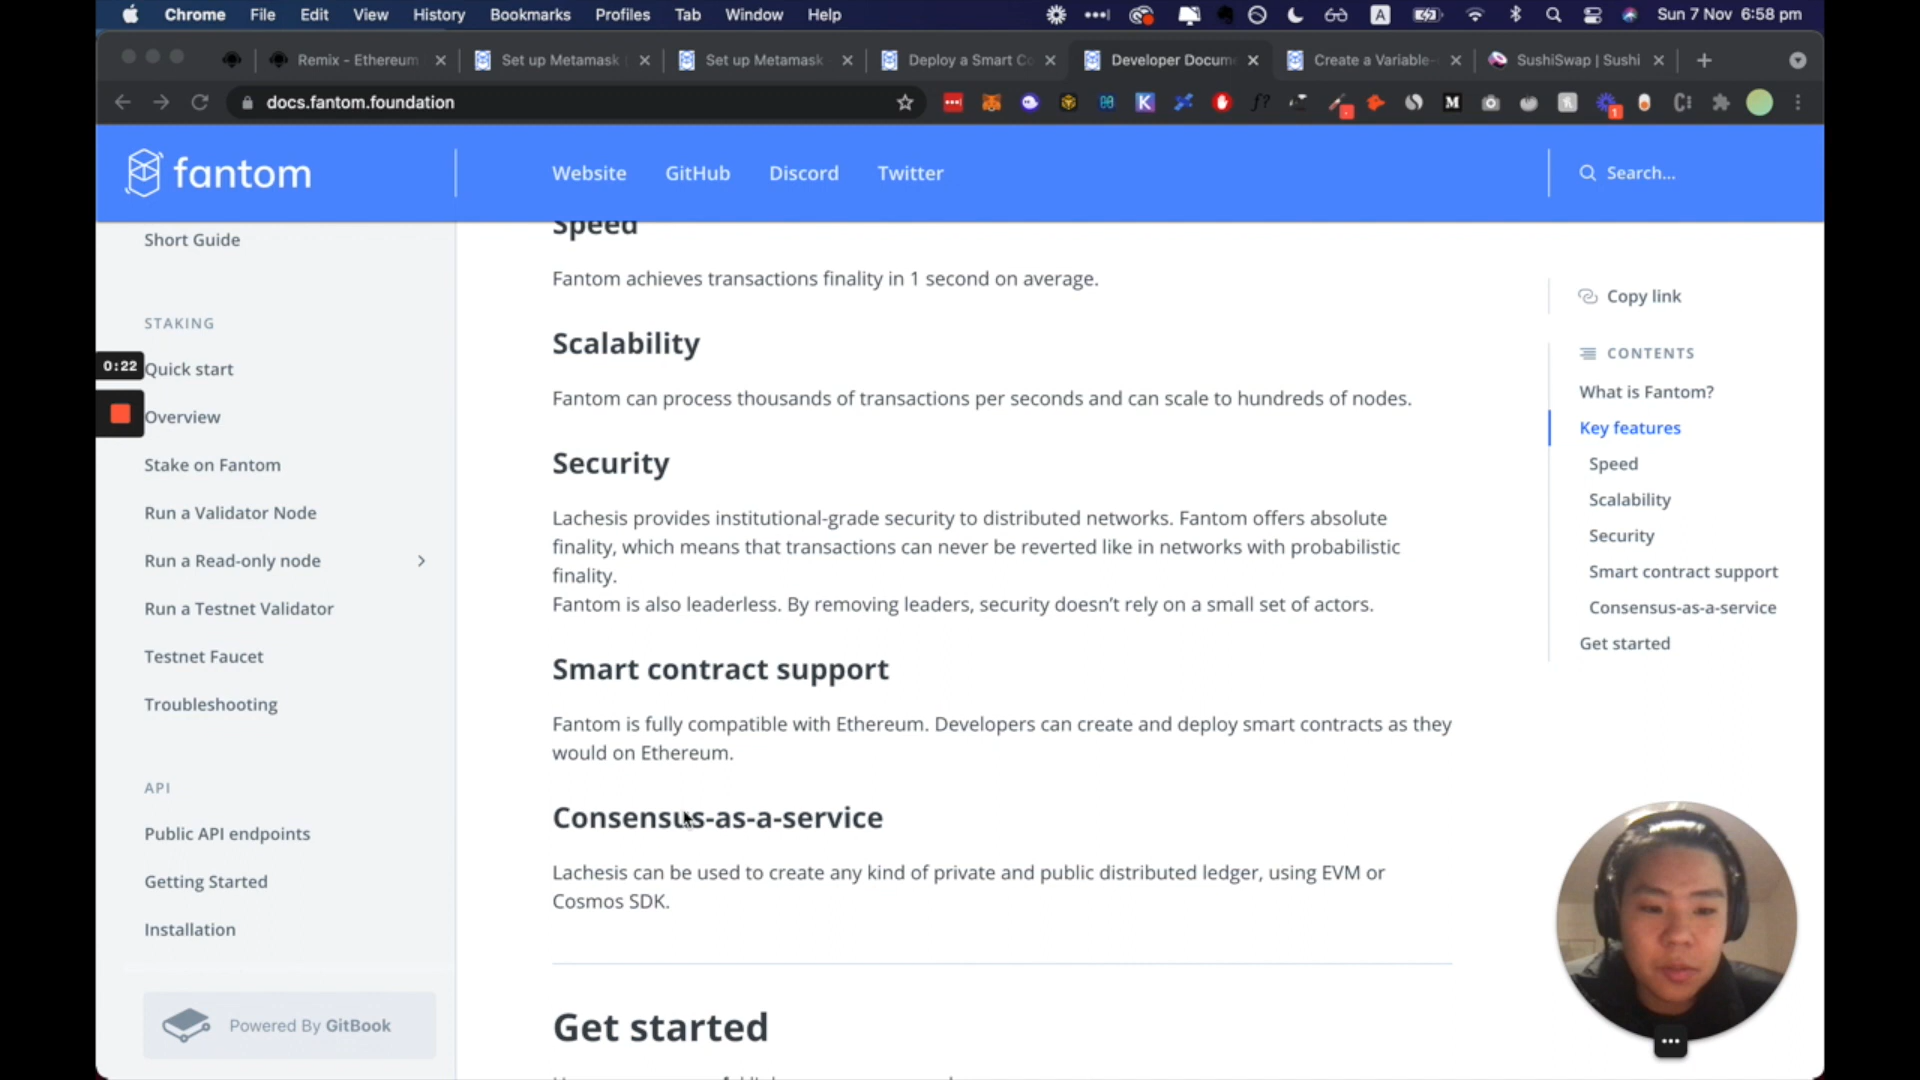 Chrome File Edit View History Bookmarks Profiles Tab Window Help
A
Sun 7 Nov 6:58 pm
Remix - Ethereum
Set up Metamask
Set up Metamask
Deploy a Smart Co
Developer Docum
Create a Variable-
SushiSwap | Sushi
docs.fantom.foundation
K
f?
M
1
fantom
Website
GitHub
Discord
Twitter
Search...
Short Guide
STAKING
0:22
Quick start
Overview
Stake on Fantom
Run a Validator Node
Run a Read-only node
Run a Testnet Validator
Testnet Faucet
Troubleshooting
API
Public API endpoints
Getting Started
Installation
Powered By GitBook
Speed
Fantom achieves transactions finality in 1 second on average.
Scalability
Fantom can process thousands of transactions per seconds and can scale to hundreds of nodes.
Security
Lachesis provides institutional-grade security to distributed networks. Fantom offers absolute
finality, which means that transactions can never be reverted like in networks with probabilistic
finality.
Fantom is also leaderless. By removing leaders, security doesn’t rely on a small set of actors.
Smart contract support
Fantom is fully compatible with Ethereum. Developers can create and deploy smart contracts as they
would on Ethereum.
Consensus-as-a-service
Lachesis can be used to create any kind of private and public distributed ledger, using EVM or
Cosmos SDK.
Get started
Copy link
CONTENTS
What is Fantom?
Key features
Speed
Scalability
Security
Smart contract support
Consensus-as-a-service
Get started